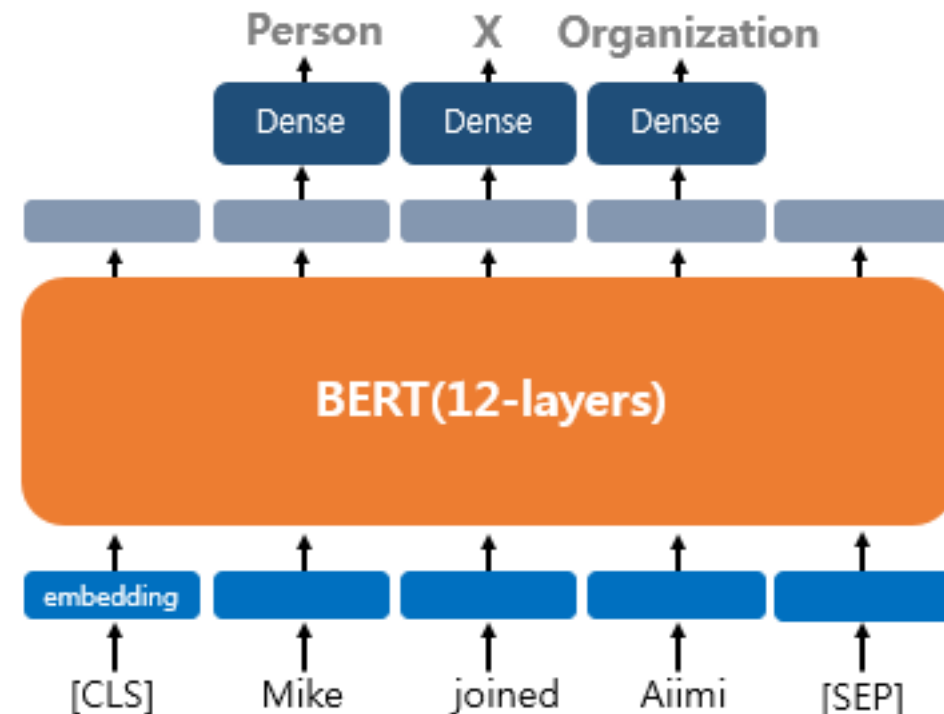 Person X Organization
Dense Dense Dense
BERT(12-layers)
embedding
[CLS] Mike joined Aiimi [SEP]